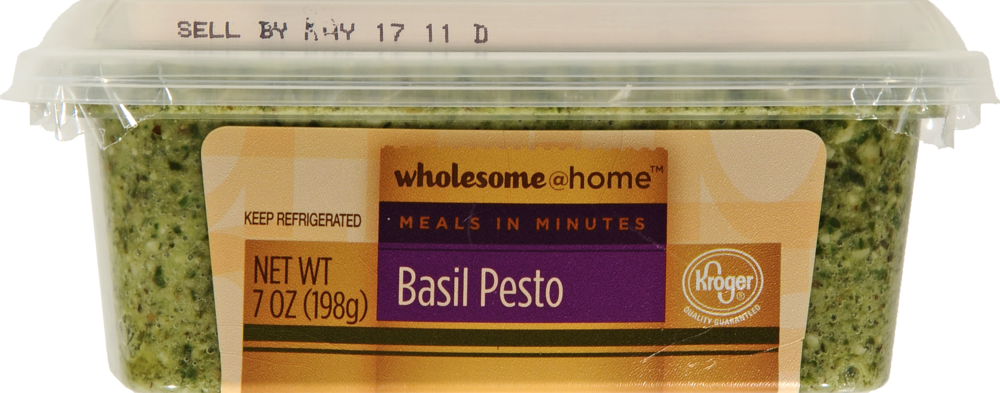 SELL BY MAY 17 11 D
wholesome@home™
MEALS IN MINUTES
KEEP REFRIGERATED
NET WT
7 OZ (198g)
Basil Pesto
Kroger®
QUALITY GUARANTEED